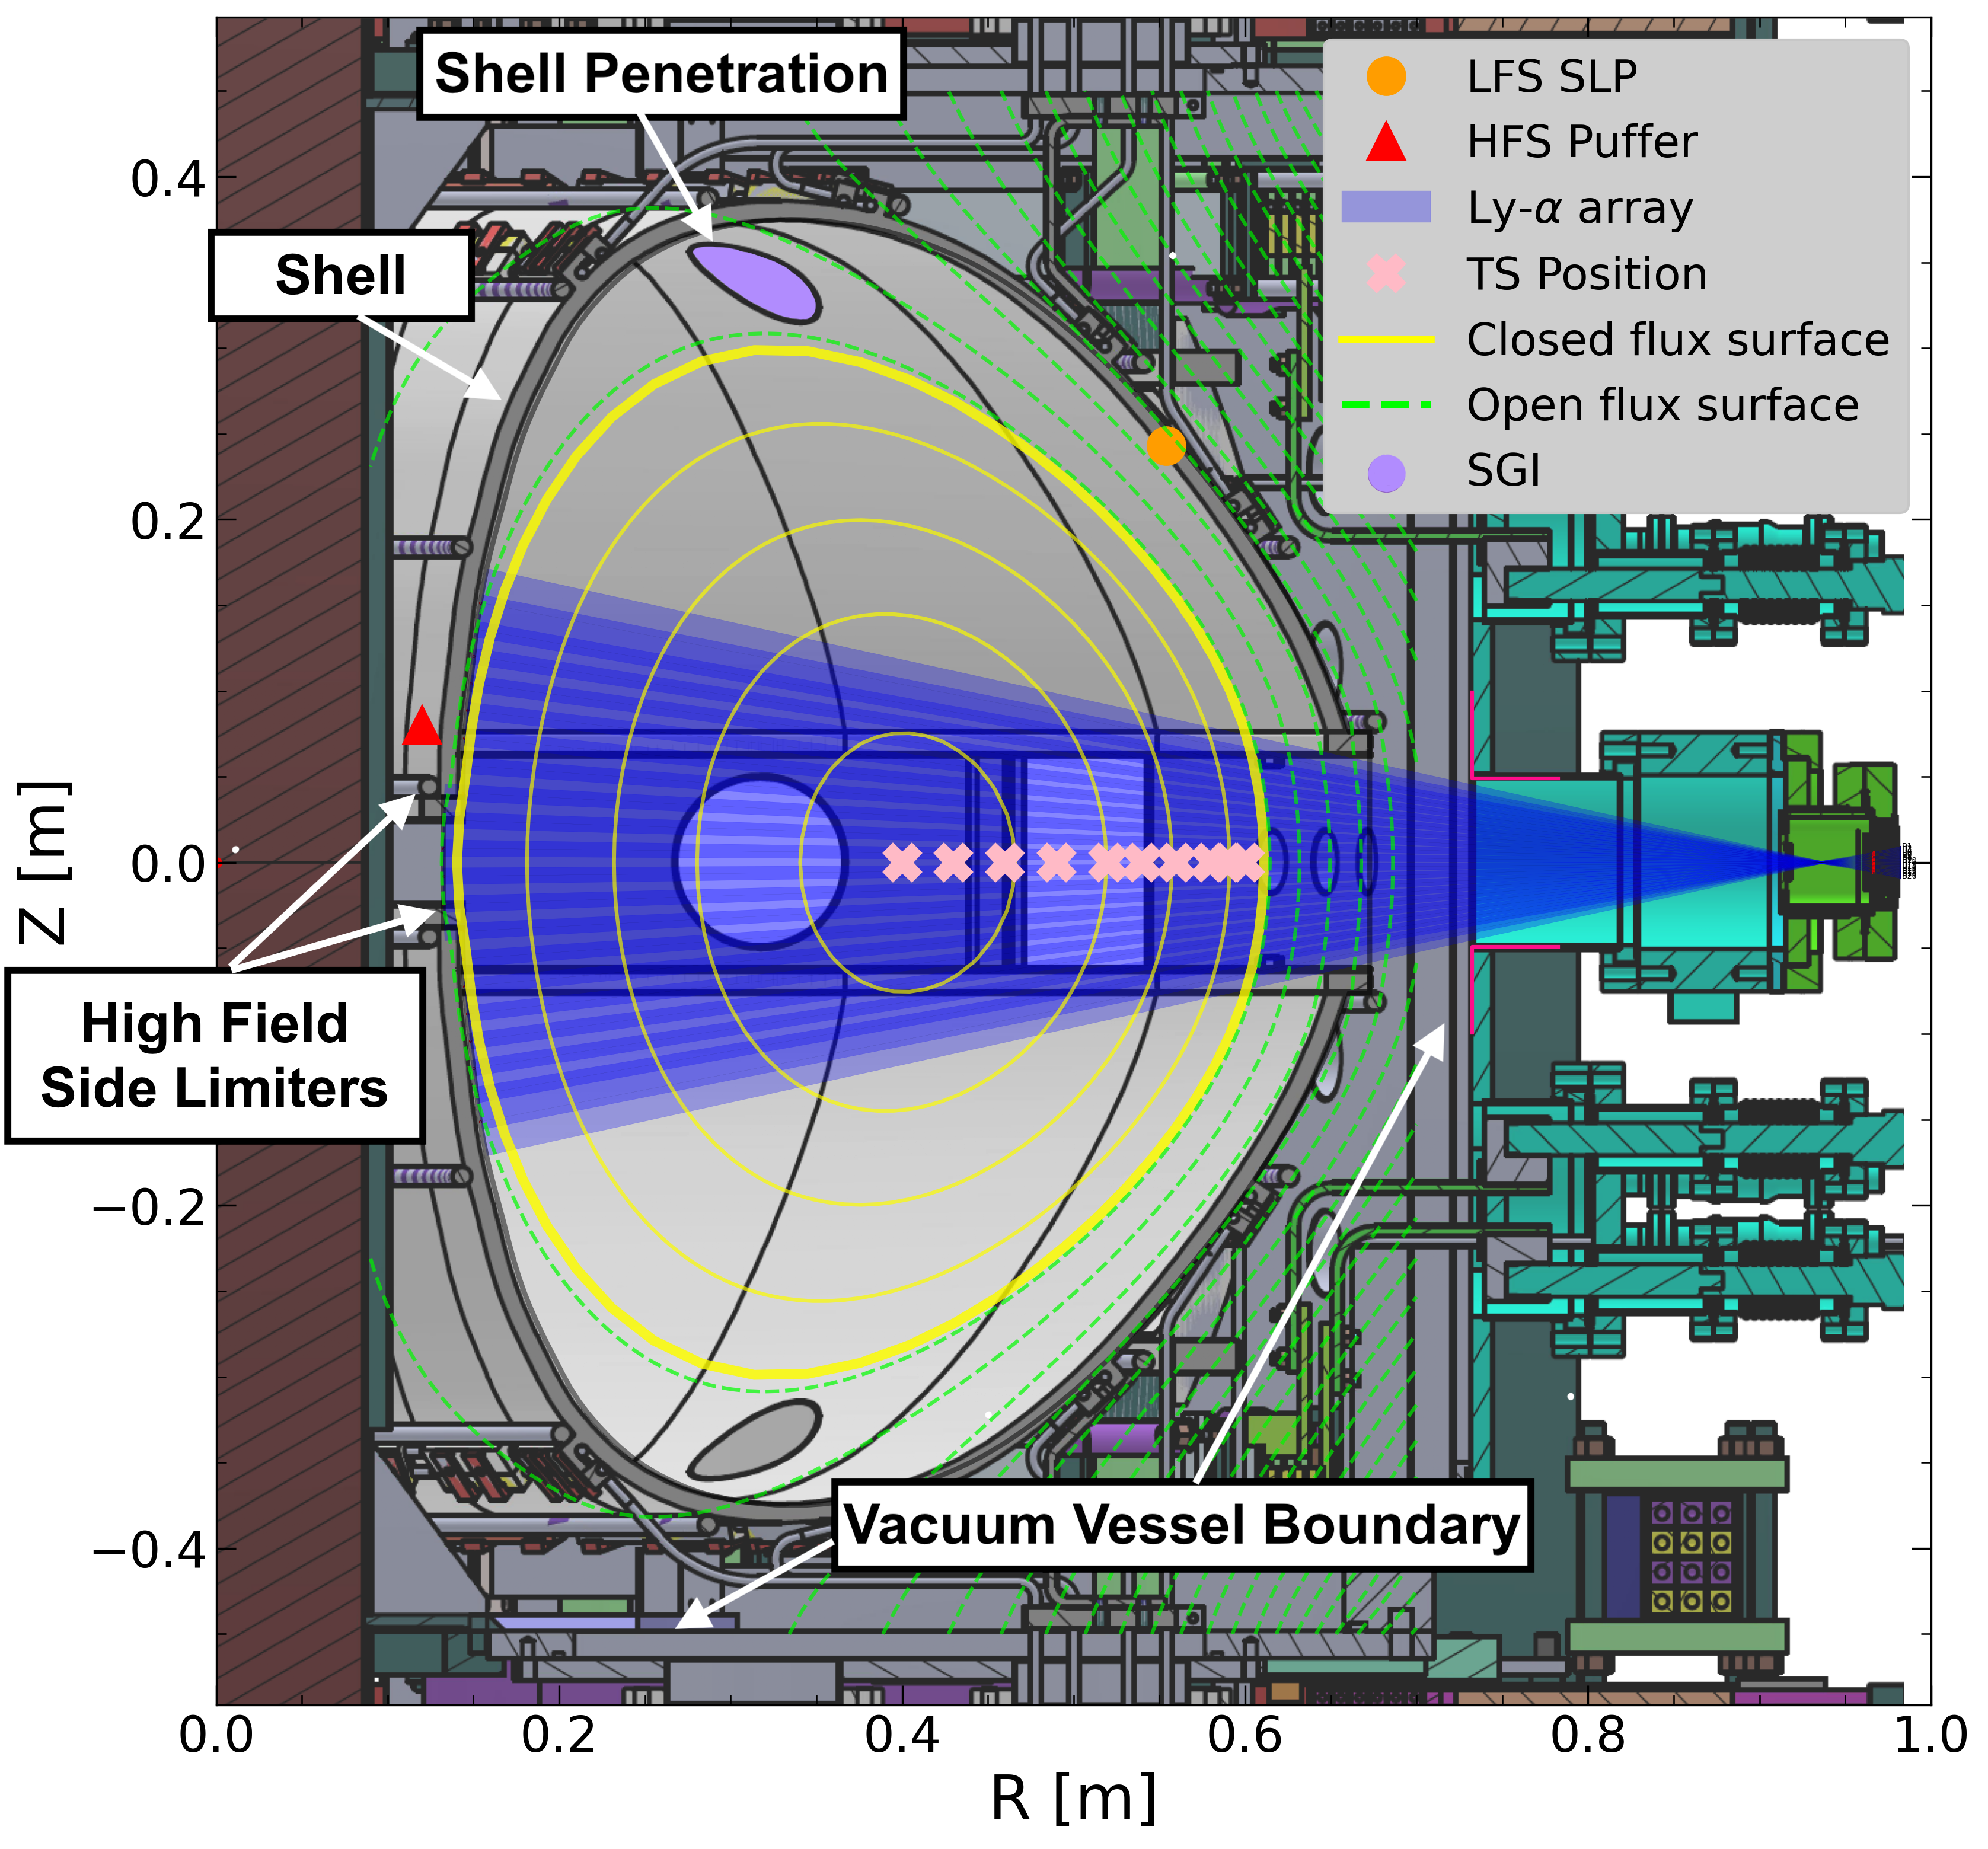 Shell Penetration
Shell
High Field
Side Limiters
Vacuum Vessel Boundary
LFS SLP
HFS Puffer
Ly-α array
TS Position
Closed flux surface
Open flux surface
SGI
Z [m]
0.4
0.2
0.0
−0.2
−0.4
0.0
0.2
0.4
0.6
0.8
1.0
R [m]